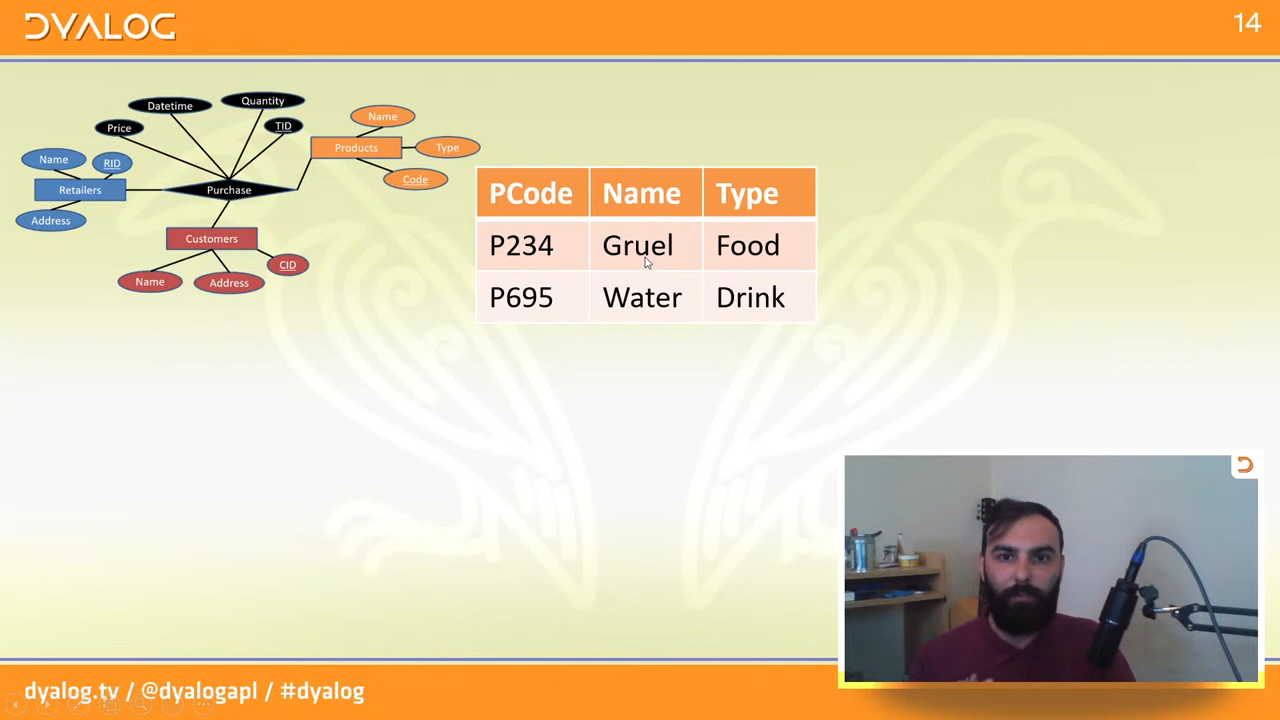 DYALOG
14
Datetime
Quantity
Price
TID
Name
Products
Type
Code
Name
RID
Retailers
Purchase
Address
Customers
CID
Name
Address
PCode Name Type
P234 Gruel Food
P695 Water Drink
dyalog.tv / @dyalogapl / #dyalog